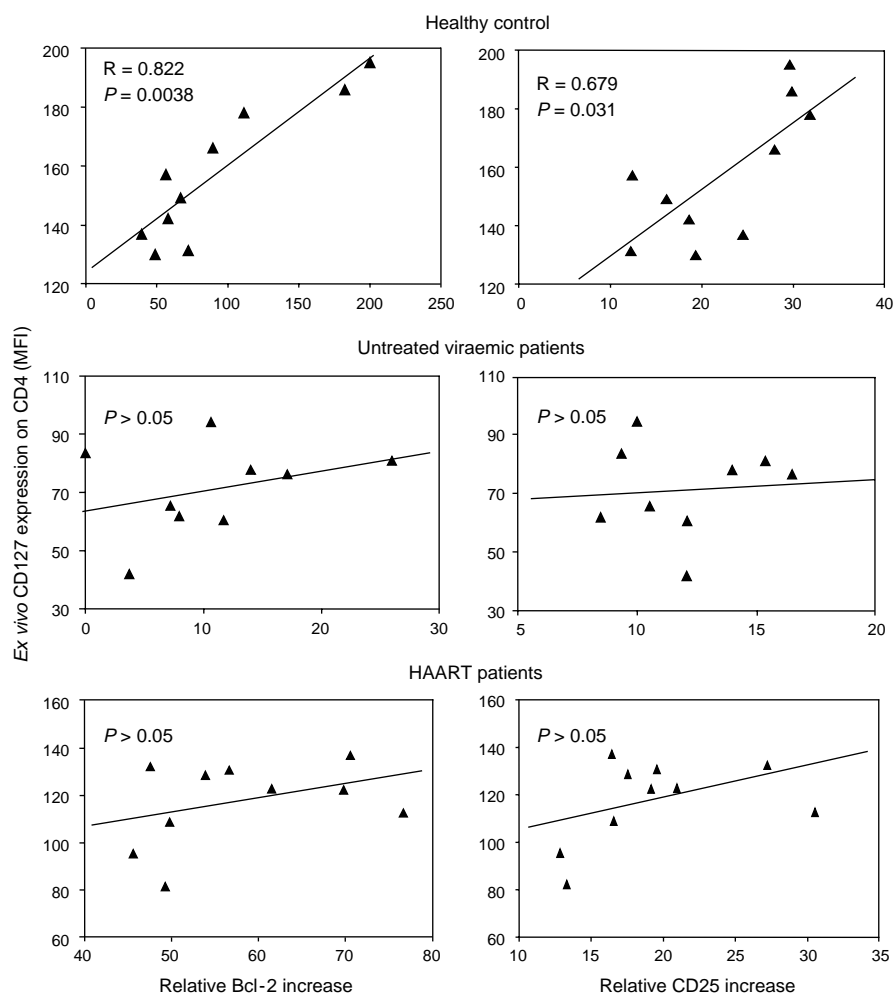 Healthy control
200
180
160
140
120
R = 0.822
P = 0.0038
0 50 100 150 200 250
200
180
160
140
120
R = 0.679
P = 0.031
0 10 20 30 40
Ex vivo CD127 expression on CD4 (MFI)
Untreated viraemic patients
110
90
70
50
30
P > 0.05
0 10 20 30
110
90
70
50
30
P > 0.05
5 10 15 20
HAART patients
160
140
120
100
80
60
P > 0.05
40 50 60 70 80
Relative Bcl-2 increase
160
140
120
100
80
60
P > 0.05
10 15 20 25 30 35
Relative CD25 increase